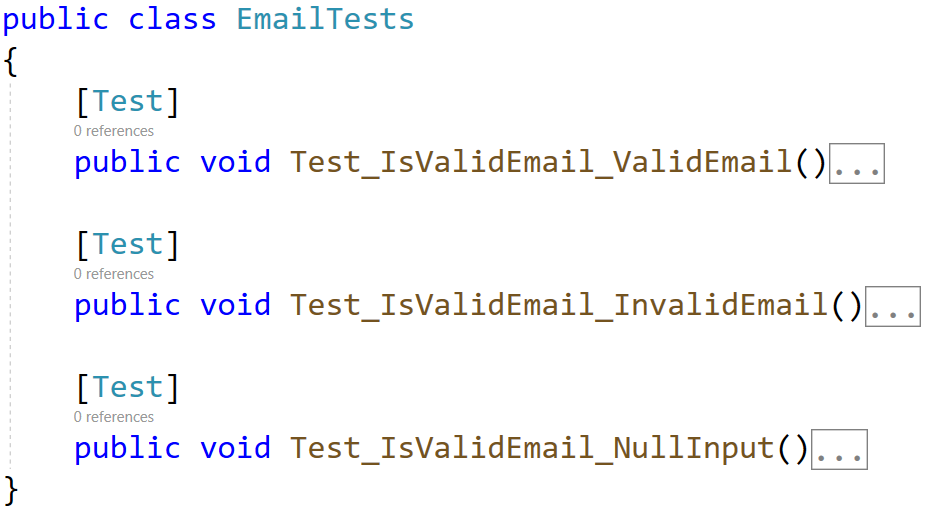 public class EmailTests
{
[Test]
0 references
public void Test_IsValidEmail_ValidEmail()...
[Test]
0 references
public void Test_IsValidEmail_InvalidEmail()...
[Test]
0 references
public void Test_IsValidEmail_NullInput()...
}